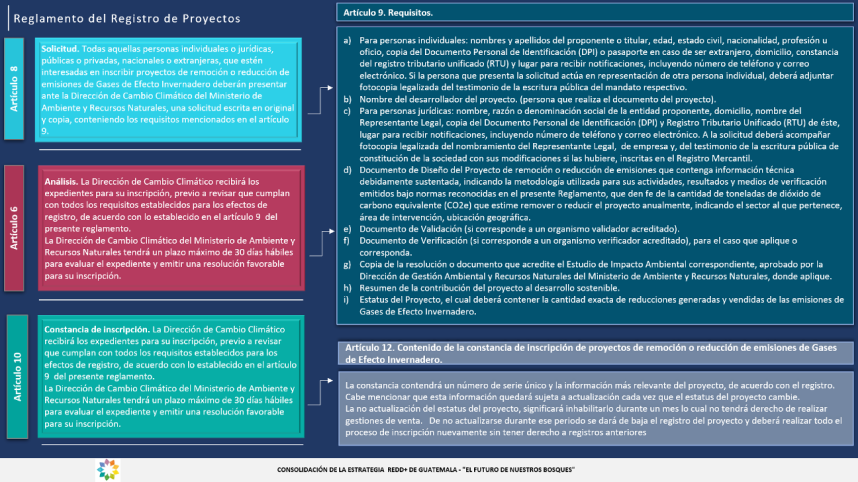 Reglamento del Registro de Proyectos
Artículo 8
Solicitud. Todas aquellas personas individuales o jurídicas,
públicas o privadas, nacionales o extranjeras, que estén
interesadas en inscribir proyectos de remoción o reducción de
emisiones de Gases de Efecto Invernadero deberán presentar
ante la Dirección de Cambio Climático del Ministerio de
Ambiente y Recursos Naturales, una solicitud escrita en original
y copia, conteniendo los requisitos mencionados en el artículo
9.
Artículo 6
Análisis. La Dirección de Cambio Climático recibirá los
expedientes para su inscripción, previo a revisar que cumplan
con todos los requisitos establecidos para los efectos de
registro, de acuerdo con lo establecido en el artículo 9 del
presente reglamento.
La Dirección de Cambio Climático del Ministerio de Ambiente y
Recursos Naturales tendrá un plazo máximo de 30 días hábiles
para evaluar el expediente y emitir una resolución favorable
para su inscripción.
Artículo 10
Constancia de inscripción. La Dirección de Cambio Climático
recibirá los expedientes para su inscripción, previo a revisar
que cumplan con todos los requisitos establecidos para los
efectos de registro, de acuerdo con lo establecido en el artículo
9 del presente reglamento.
La Dirección de Cambio Climático del Ministerio de Ambiente y
Recursos Naturales tendrá un plazo máximo de 30 días hábiles
para evaluar el expediente y emitir una resolución favorable
para su inscripción.
Artículo 9. Requisitos.
a) Para personas individuales: nombres y apellidos del proponente o titular, edad, estado civil, nacionalidad, profesión u
oficio, copia del Documento Personal de Identificación (DPI) o pasaporte en caso de ser extranjero, domicilio, constancia
del registro tributario unificado (RTU) y lugar para recibir notificaciones, incluyendo número de teléfono y correo
electrónico. Si la persona que presenta la solicitud actúa en representación de otra persona individual, deberá adjuntar
fotocopia legalizada del testimonio de la escritura pública del mandato respectivo.
b) Nombre del desarrollador del proyecto. (persona que realiza el documento del proyecto).
c) Para personas jurídicas: nombre, razón o denominación social de la entidad proponente, domicilio, nombre del
Representante Legal, copia del Documento Personal de Identificación (DPI) y Registro Tributario Unificado (RTU) de éste,
lugar para recibir notificaciones, incluyendo número de teléfono y correo electrónico. A la solicitud deberá acompañar
fotocopia legalizada del nombramiento del Representante Legal, de empresa y, del testimonio de la escritura pública de
constitución de la sociedad con sus modificaciones si las hubiere, inscritas en el Registro Mercantil.
d) Documento de Diseño del Proyecto de remoción o reducción de emisiones que contenga información técnica
debidamente sustentada, indicando la metodología utilizada para sus actividades, resultados y medios de verificación
emitidos bajo normas reconocidas en el presente Reglamento, que den fe de la cantidad de toneladas de dióxido de
carbono equivalente (CO2e) que estime remover o reducir el proyecto anualmente, indicando el sector al que pertenece,
área de intervención, ubicación geográfica.
e) Documento de Validación (si corresponde a un organismo validador acreditado).
f) Documento de Verificación (si corresponde a un organismo verificador acreditado), para el caso que aplique o
corresponda.
g) Copia de la resolución o documento que acredite el Estudio de Impacto Ambiental correspondiente, aprobado por la
Dirección de Gestión Ambiental y Recursos Naturales del Ministerio de Ambiente y Recursos Naturales, donde aplique.
h) Resumen de la contribución del proyecto al desarrollo sostenible.
i) Estatus del Proyecto, el cual deberá contener la cantidad exacta de reducciones generadas y vendidas de las emisiones de
Gases de Efecto Invernadero.
Artículo 12. Contenido de la constancia de inscripción de proyectos de remoción o reducción de emisiones de Gases
de Efecto Invernadero.
La constancia contendrá un número de serie único y la información más relevante del proyecto, de acuerdo con el registro.
Cabe mencionar que esta información quedará sujeta a actualización cada vez que el estatus del proyecto cambie.
La no actualización del estatus del proyecto, significará inhabilitarlo durante un mes lo cual no tendrá derecho de realizar
gestiones de venta. De no actualizarse durante ese periodo se dará de baja el registro del proyecto y deberá realizar todo el
proceso de inscripción nuevamente sin tener derecho a registros anteriores
CONSOLIDACIÓN DE LA ESTRATEGIA REDD+ DE GUATEMALA - "EL FUTURO DE NUESTROS BOSQUES"